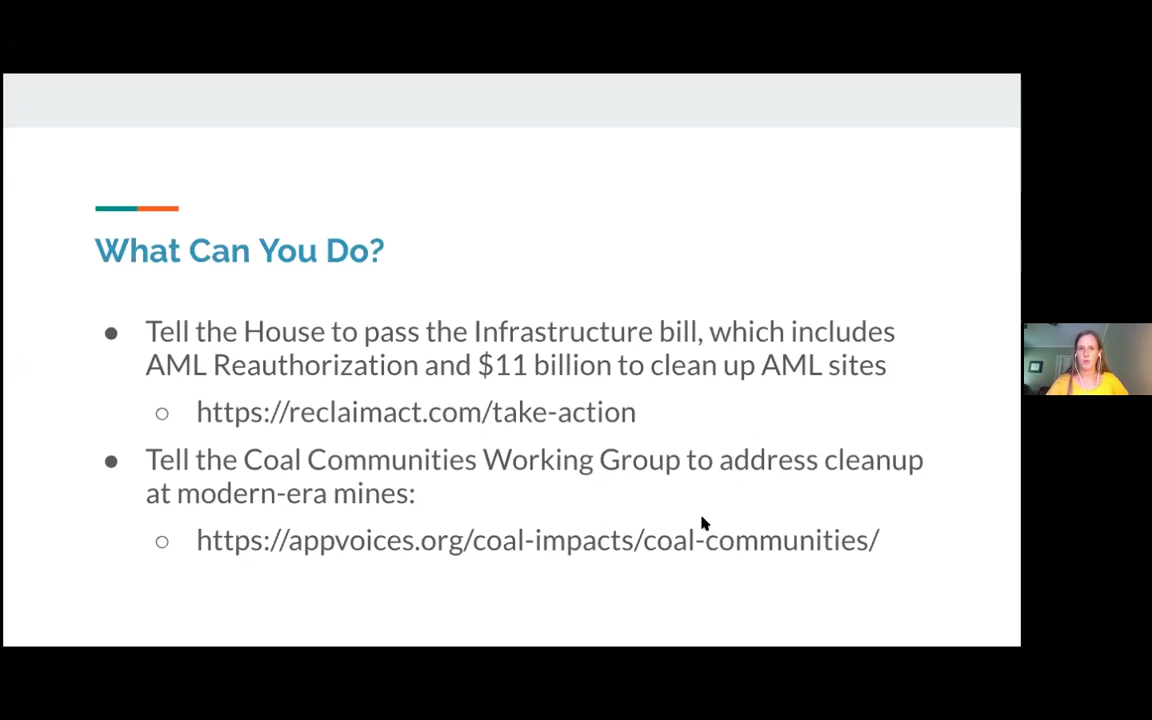 What Can You Do?
● Tell the House to pass the Infrastructure bill, which includes
AML Reauthorization and $11 billion to clean up AML sites
○ https://reclaimact.com/take-action
● Tell the Coal Communities Working Group to address cleanup
at modern-era mines:
○ https://appvoices.org/coal-impacts/coal-communities/